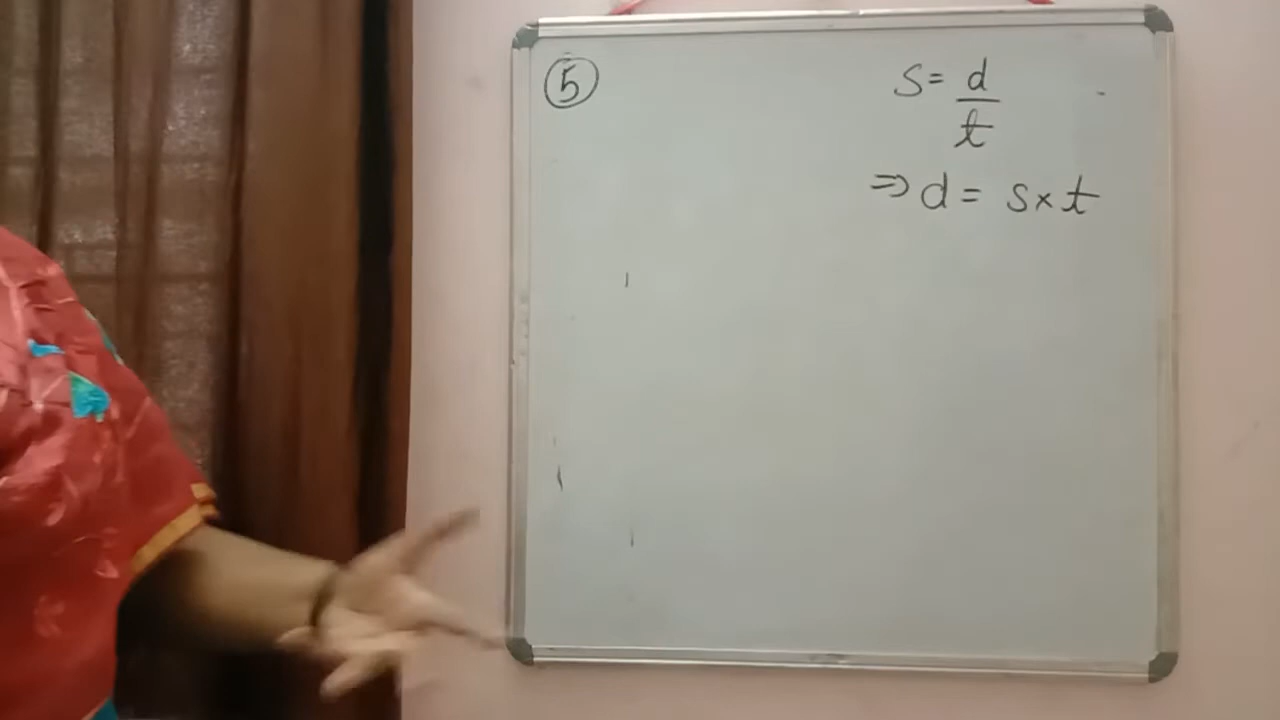 ⑤
S = d/t
⇒ d = s × t